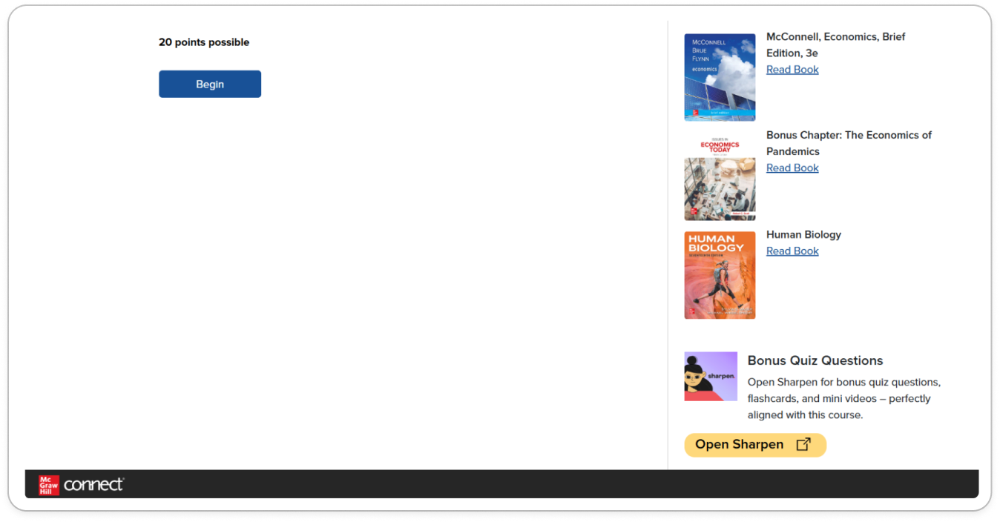 20 points possible
Begin
McCONNELL
BRUE
FLYNN
economics
McConnell, Economics, Brief
Edition, 3e
Read Book
ISSUES IN
ECONOMICS
TODAY
Bonus Chapter: The Economics of
Pandemics
Read Book
HUMAN
BIOLOGY
SEVENTEENTH EDITION
Human Biology
Read Book
sharpen.
Bonus Quiz Questions
Open Sharpen for bonus quiz questions,
flashcards, and mini videos – perfectly
aligned with this course.
Open Sharpen
Mc
Graw
Hill
connect